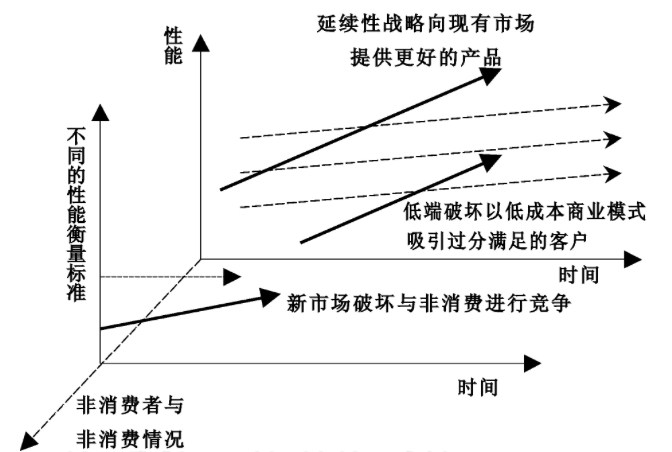 延续性战略向现有市场
提供更好的产品
性能
不同的性能衡量标准
低端破坏以低成本商业模式
吸引过分满足的客户
时间
新市场破坏与非消费进行竞争
时间
非消费者与
非消费情况